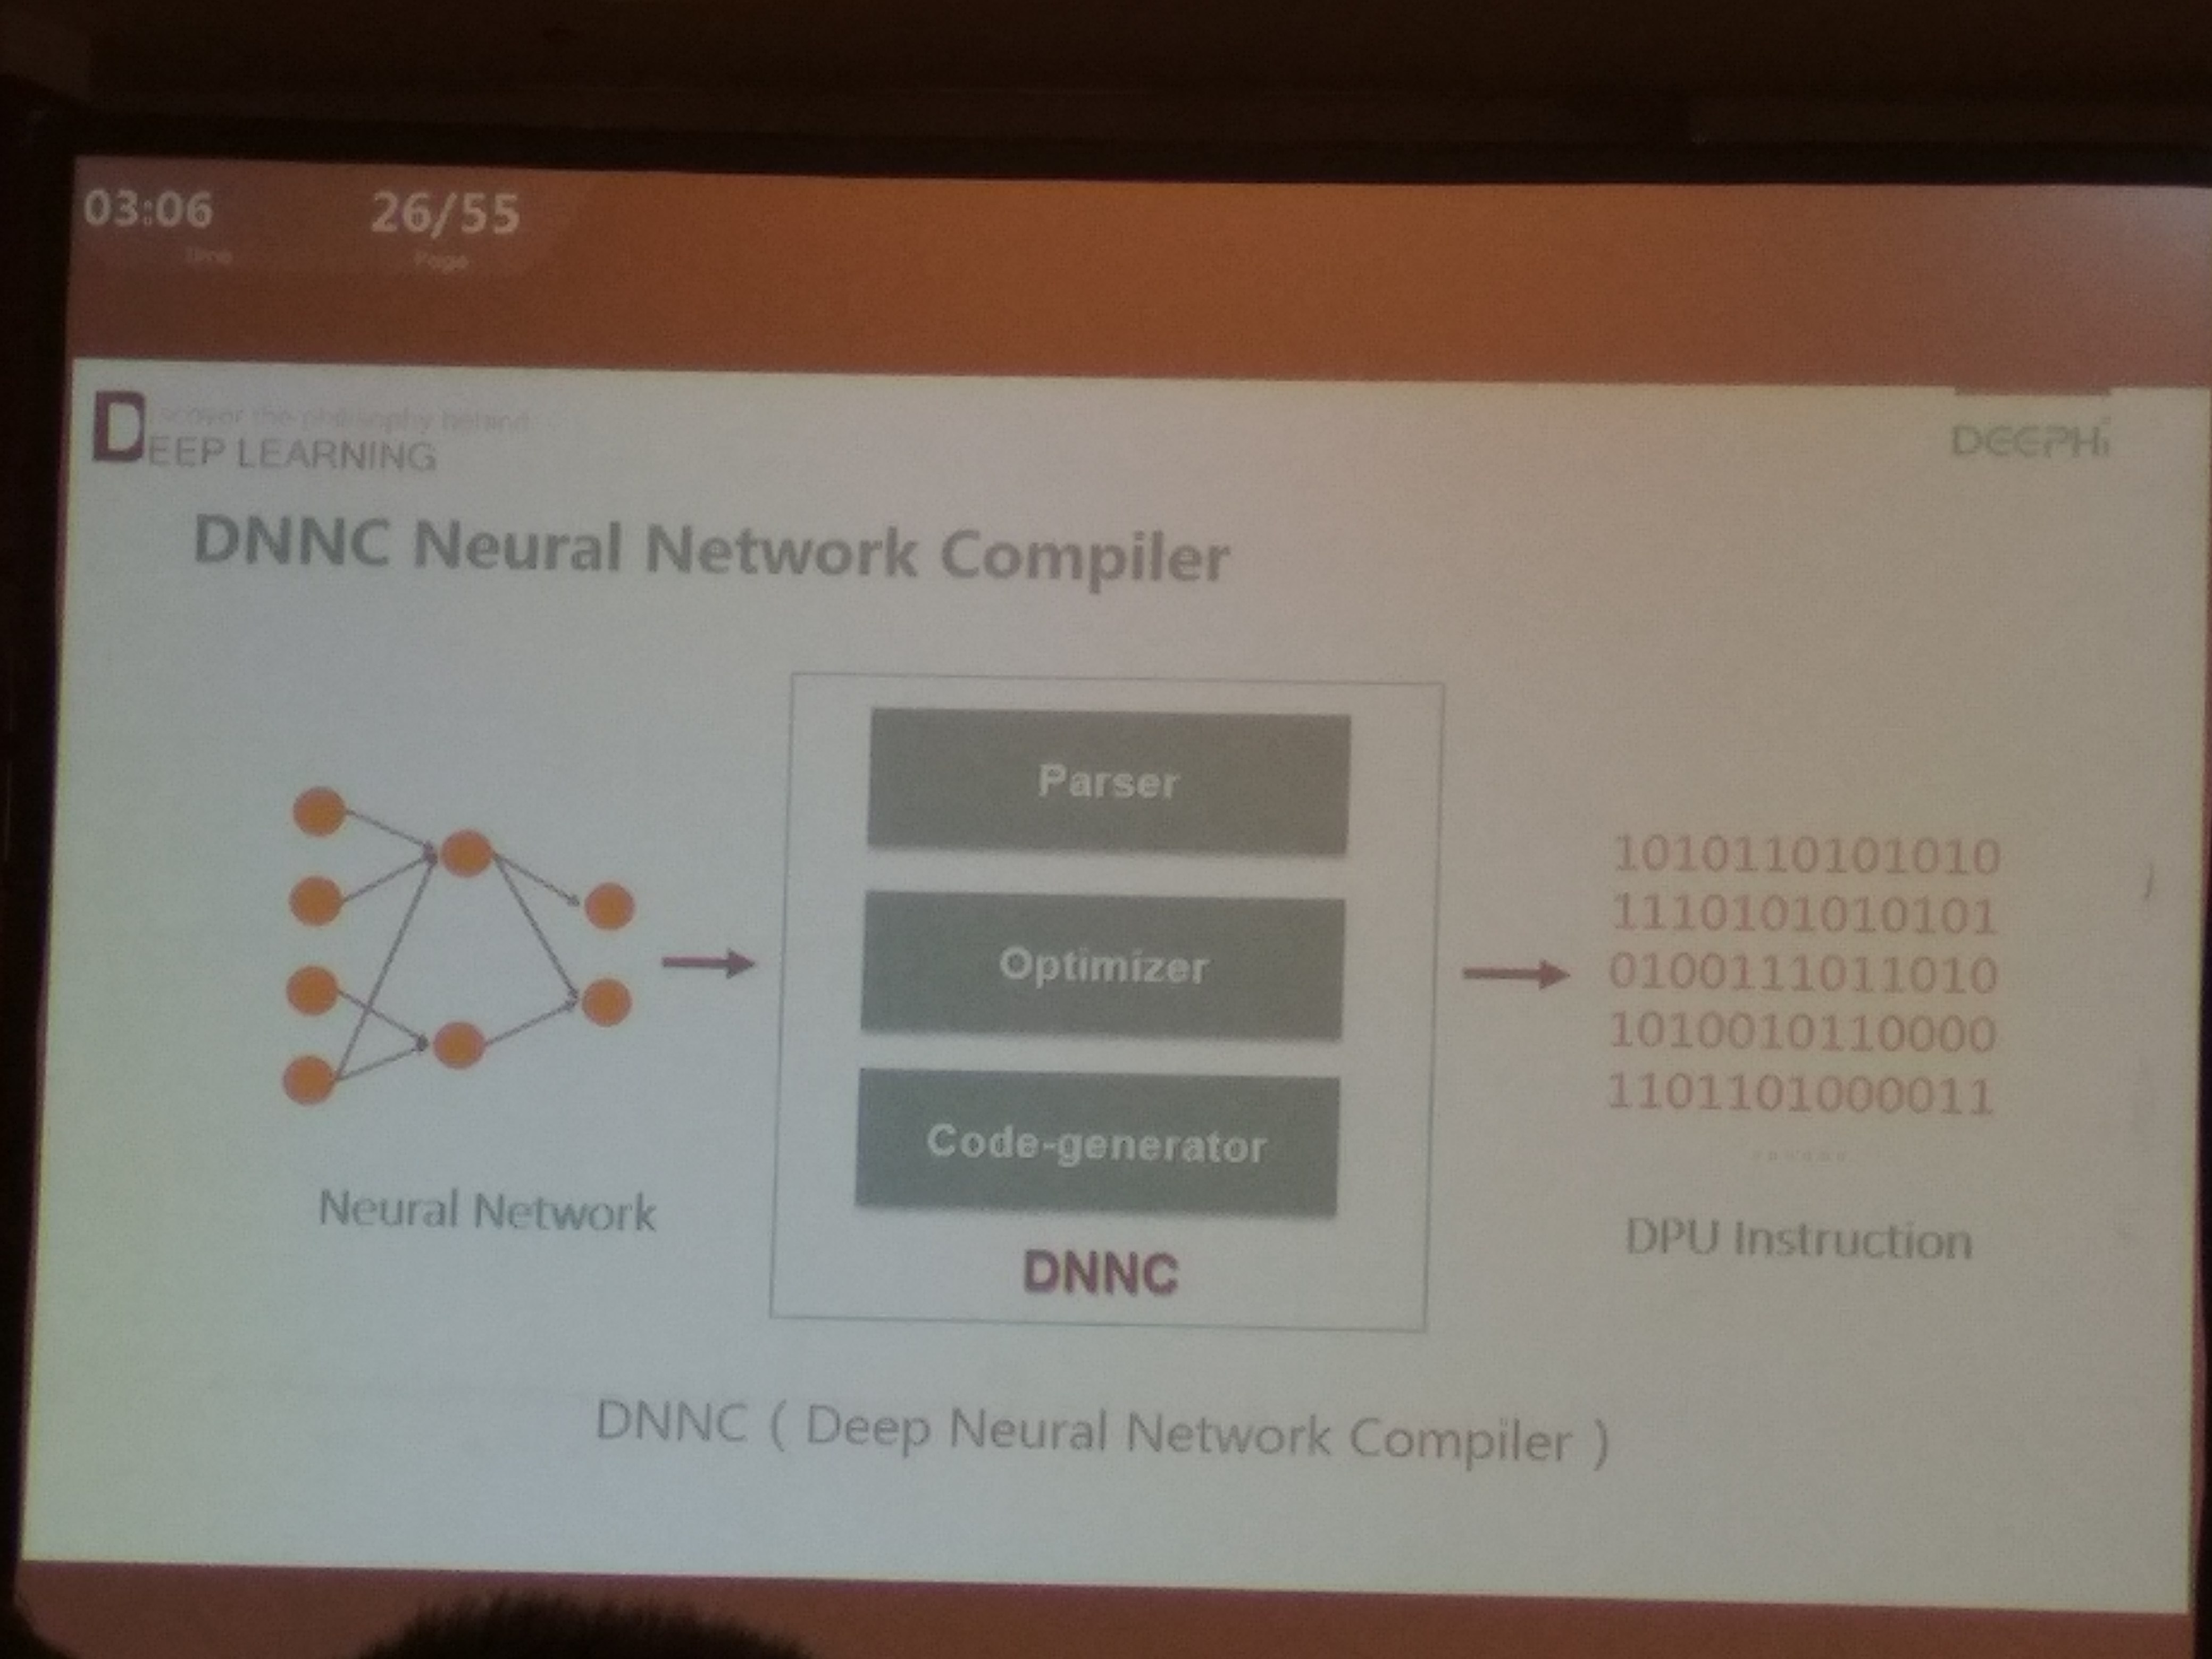 03:06 26/55
Time Page
Discover the philosophy behind
DEEP LEARNING
DEEPHi
DNNC Neural Network Compiler
Parser
Optimizer
Code-generator
DNNC
Neural Network
1010110101010
1110101010101
0100111011010
1010010110000
1101101000011
......
DPU Instruction
DNNC ( Deep Neural Network Compiler )